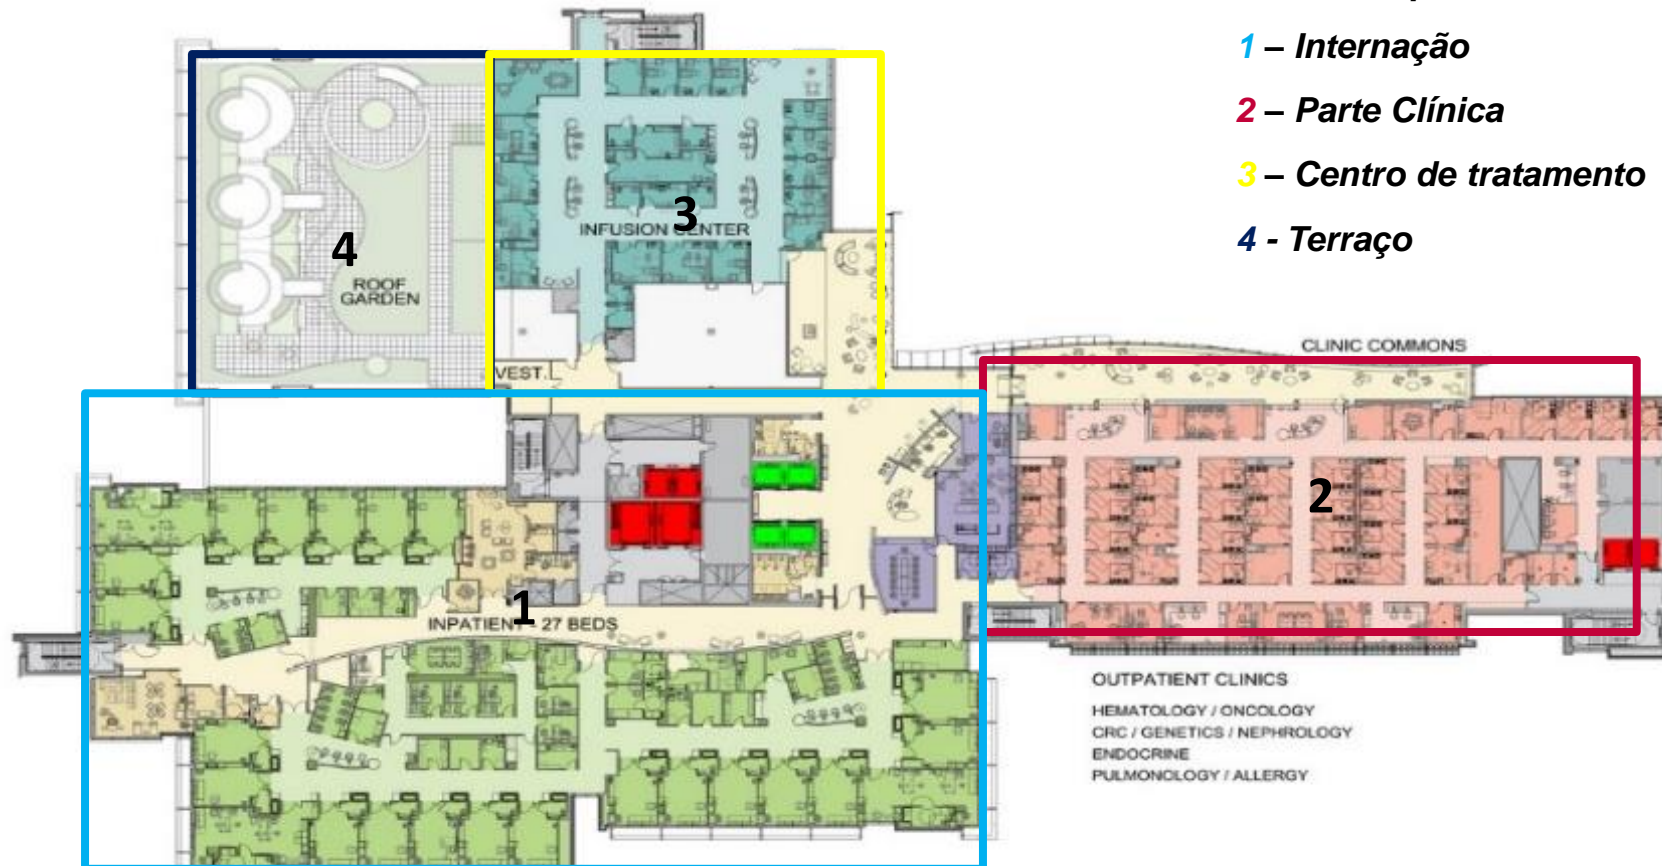 1 – Internação
2 – Parte Clínica
3 – Centro de tratamento
4 - Terraço
3
INFUSION CENTER
4
ROOF
GARDEN
CLINIC COMMONS
VEST.
2
1
INPATIENT - 27 BEDS
OUTPATIENT CLINICS
HEMATOLOGY / ONCOLOGY
CRC / GENETICS / NEPHROLOGY
ENDOCRINE
PULMONOLOGY / ALLERGY